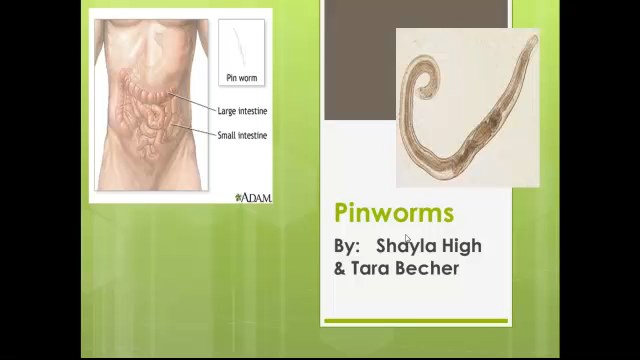 Pin worm
Large intestine
Small intestine
ADAM.
Pinworms
By: Shayla High
& Tara Becher